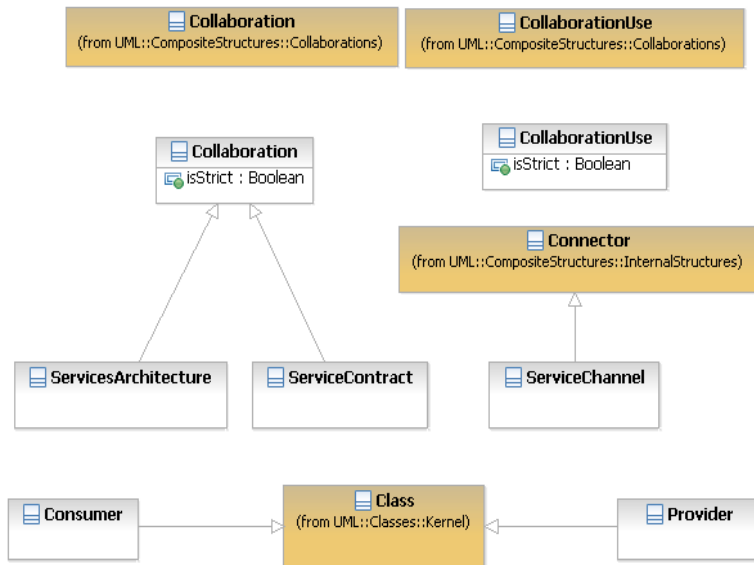 Collaboration
(from UML::CompositeStructures::Collaborations)
CollaborationUse
(from UML::CompositeStructures::Collaborations)
Collaboration
isStrict : Boolean
CollaborationUse
isStrict : Boolean
Connector
(from UML::CompositeStructures::InternalStructures)
ServicesArchitecture
ServiceContract
ServiceChannel
Consumer
Class
(from UML::Classes::Kernel)
Provider